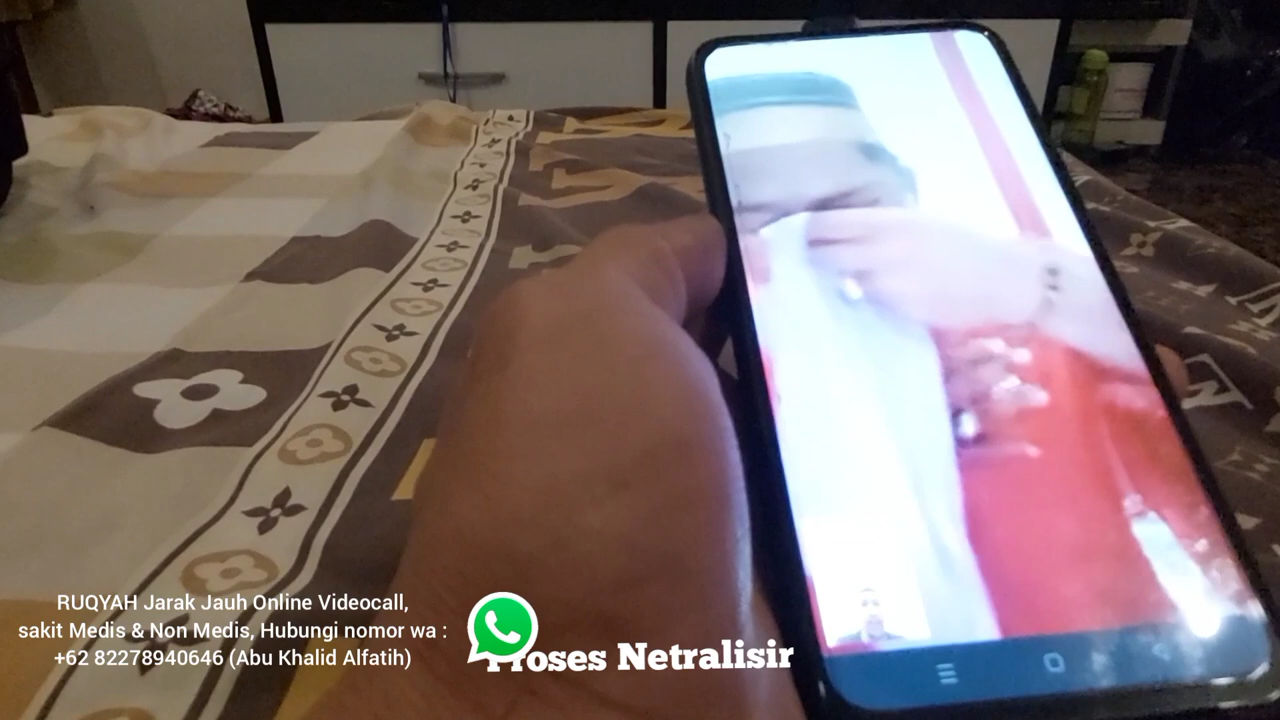 RUQYAH Jarak Jauh Online Videocall,
sakit Medis & Non Medis, Hubungi nomor wa :
+62 82278940646 (Abu Khalid Alfatih)
Proses Netralisir